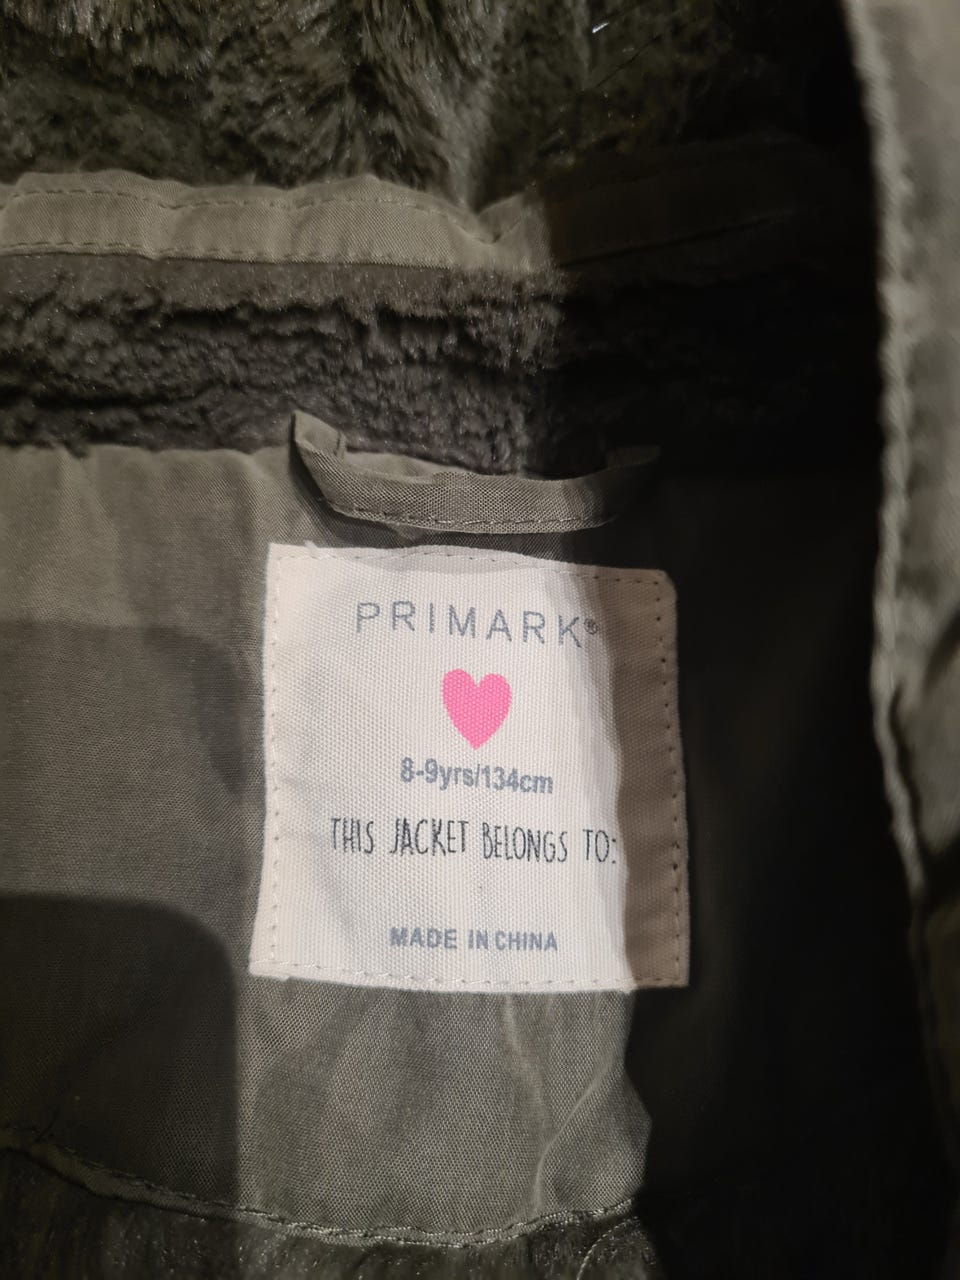 PRIMARK®
8-9yrs/134cm
THIS JACKET BELONGS TO:
MADE IN CHINA